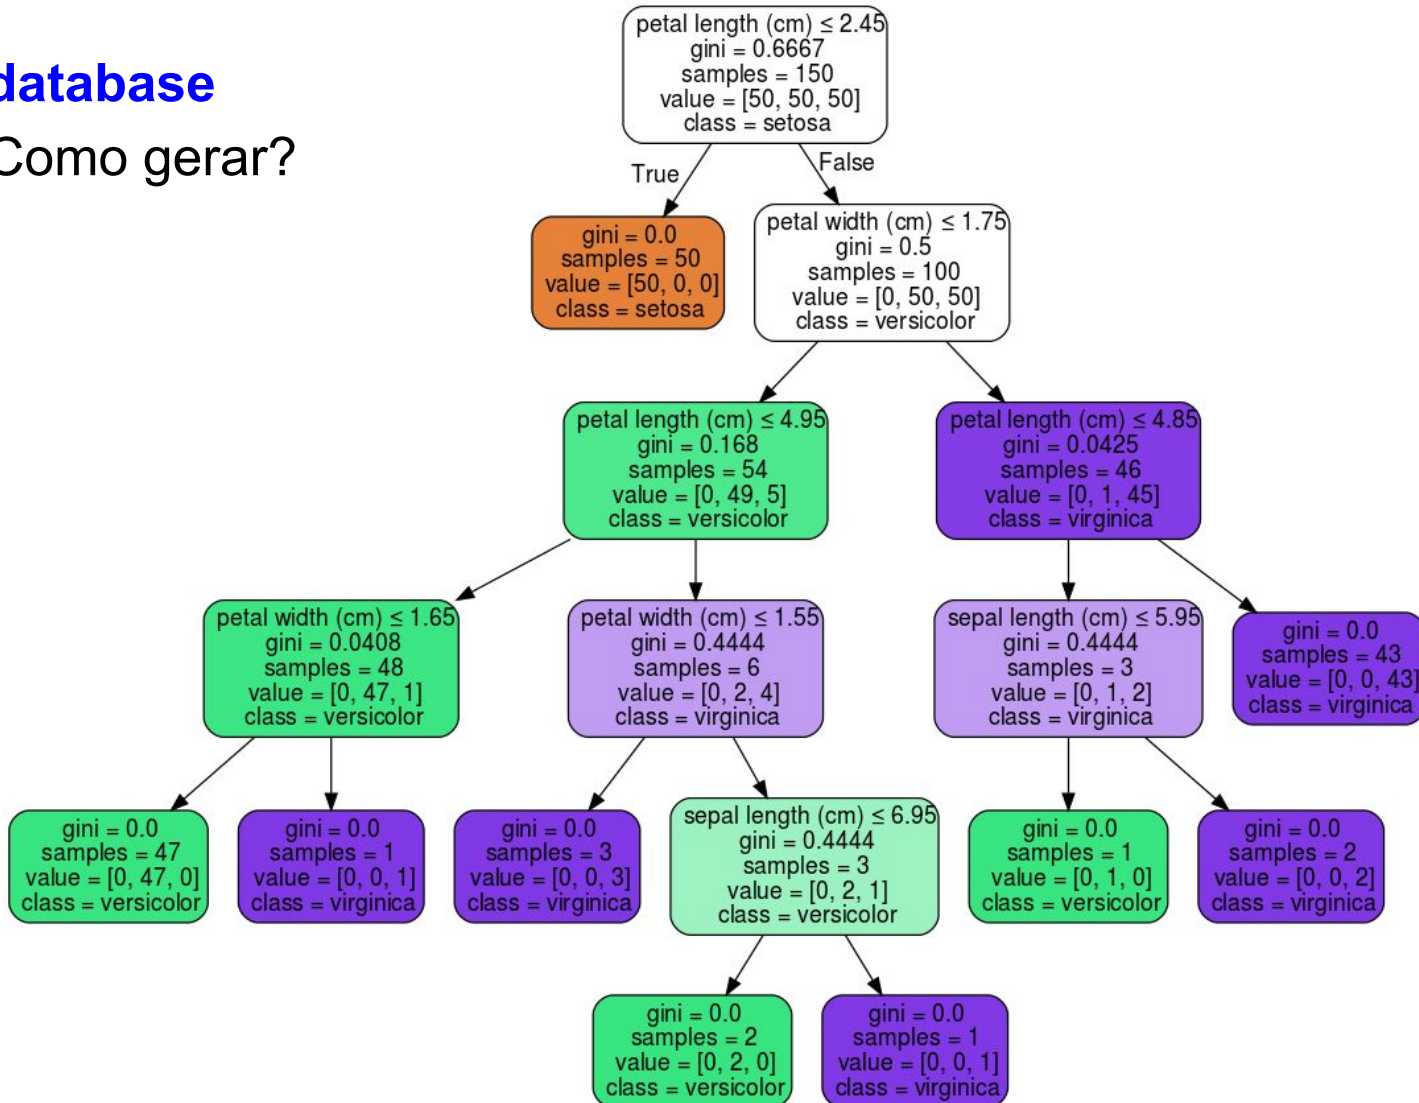 database
Como gerar?
petal length (cm) ≤ 2.45
gini = 0.6667
samples = 150
value = [50, 50, 50]
class = setosa
True
False
gini = 0.0
samples = 50
value = [50, 0, 0]
class = setosa
petal width (cm) ≤ 1.75
gini = 0.5
samples = 100
value = [0, 50, 50]
class = versicolor
petal length (cm) ≤ 4.95
gini = 0.168
samples = 54
value = [0, 49, 5]
class = versicolor
petal length (cm) ≤ 4.85
gini = 0.0425
samples = 46
value = [0, 1, 45]
class = virginica
petal width (cm) ≤ 1.65
gini = 0.0408
samples = 48
value = [0, 47, 1]
class = versicolor
petal width (cm) ≤ 1.55
gini = 0.4444
samples = 6
value = [0, 2, 4]
class = virginica
sepal length (cm) ≤ 5.95
gini = 0.4444
samples = 3
value = [0, 1, 2]
class = virginica
gini = 0.0
samples = 43
value = [0, 0, 43]
class = virginica
gini = 0.0
samples = 47
value = [0, 47, 0]
class = versicolor
gini = 0.0
samples = 1
value = [0, 0, 1]
class = virginica
gini = 0.0
samples = 3
value = [0, 0, 3]
class = virginica
sepal length (cm) ≤ 6.95
gini = 0.4444
samples = 3
value = [0, 2, 1]
class = versicolor
gini = 0.0
samples = 1
value = [0, 1, 0]
class = versicolor
gini = 0.0
samples = 2
value = [0, 0, 2]
class = virginica
gini = 0.0
samples = 2
value = [0, 2, 0]
class = versicolor
gini = 0.0
samples = 1
value = [0, 0, 1]
class = virginica